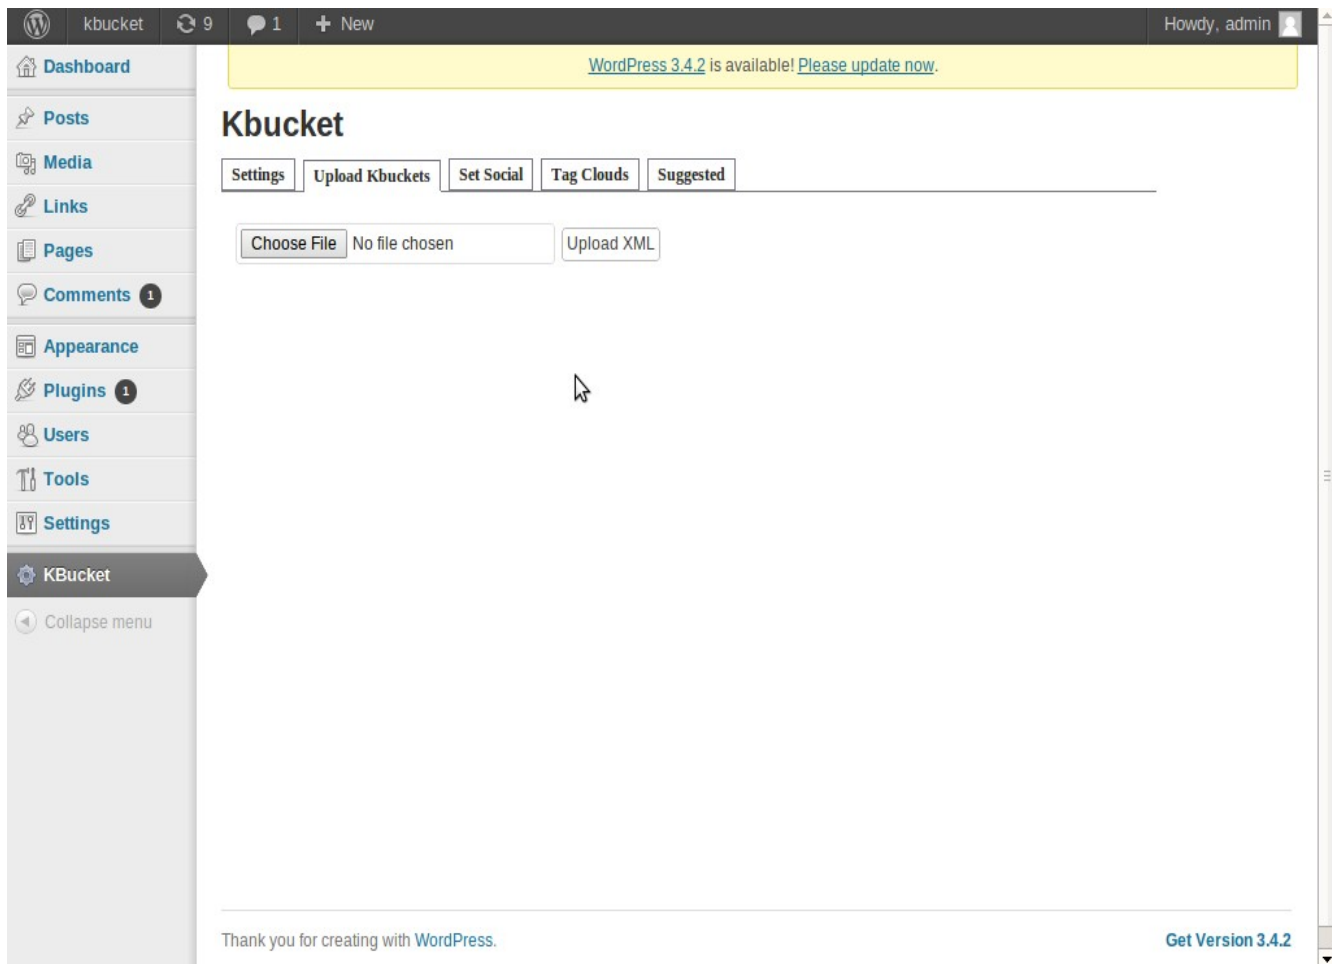 kbucket 9 1 + New Howdy, admin
WordPress 3.4.2 is available! Please update now.
Dashboard
Posts
Media
Links
Pages
Comments 1
Appearance
Plugins 1
Users
Tools
Settings
KBucket
Collapse menu
Kbucket
Settings Upload Kbuckets Set Social Tag Clouds Suggested
Choose File No file chosen Upload XML
Thank you for creating with WordPress. Get Version 3.4.2